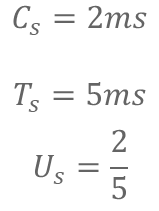 C_s = 2ms
T_s = 5ms
U_s = 2/5